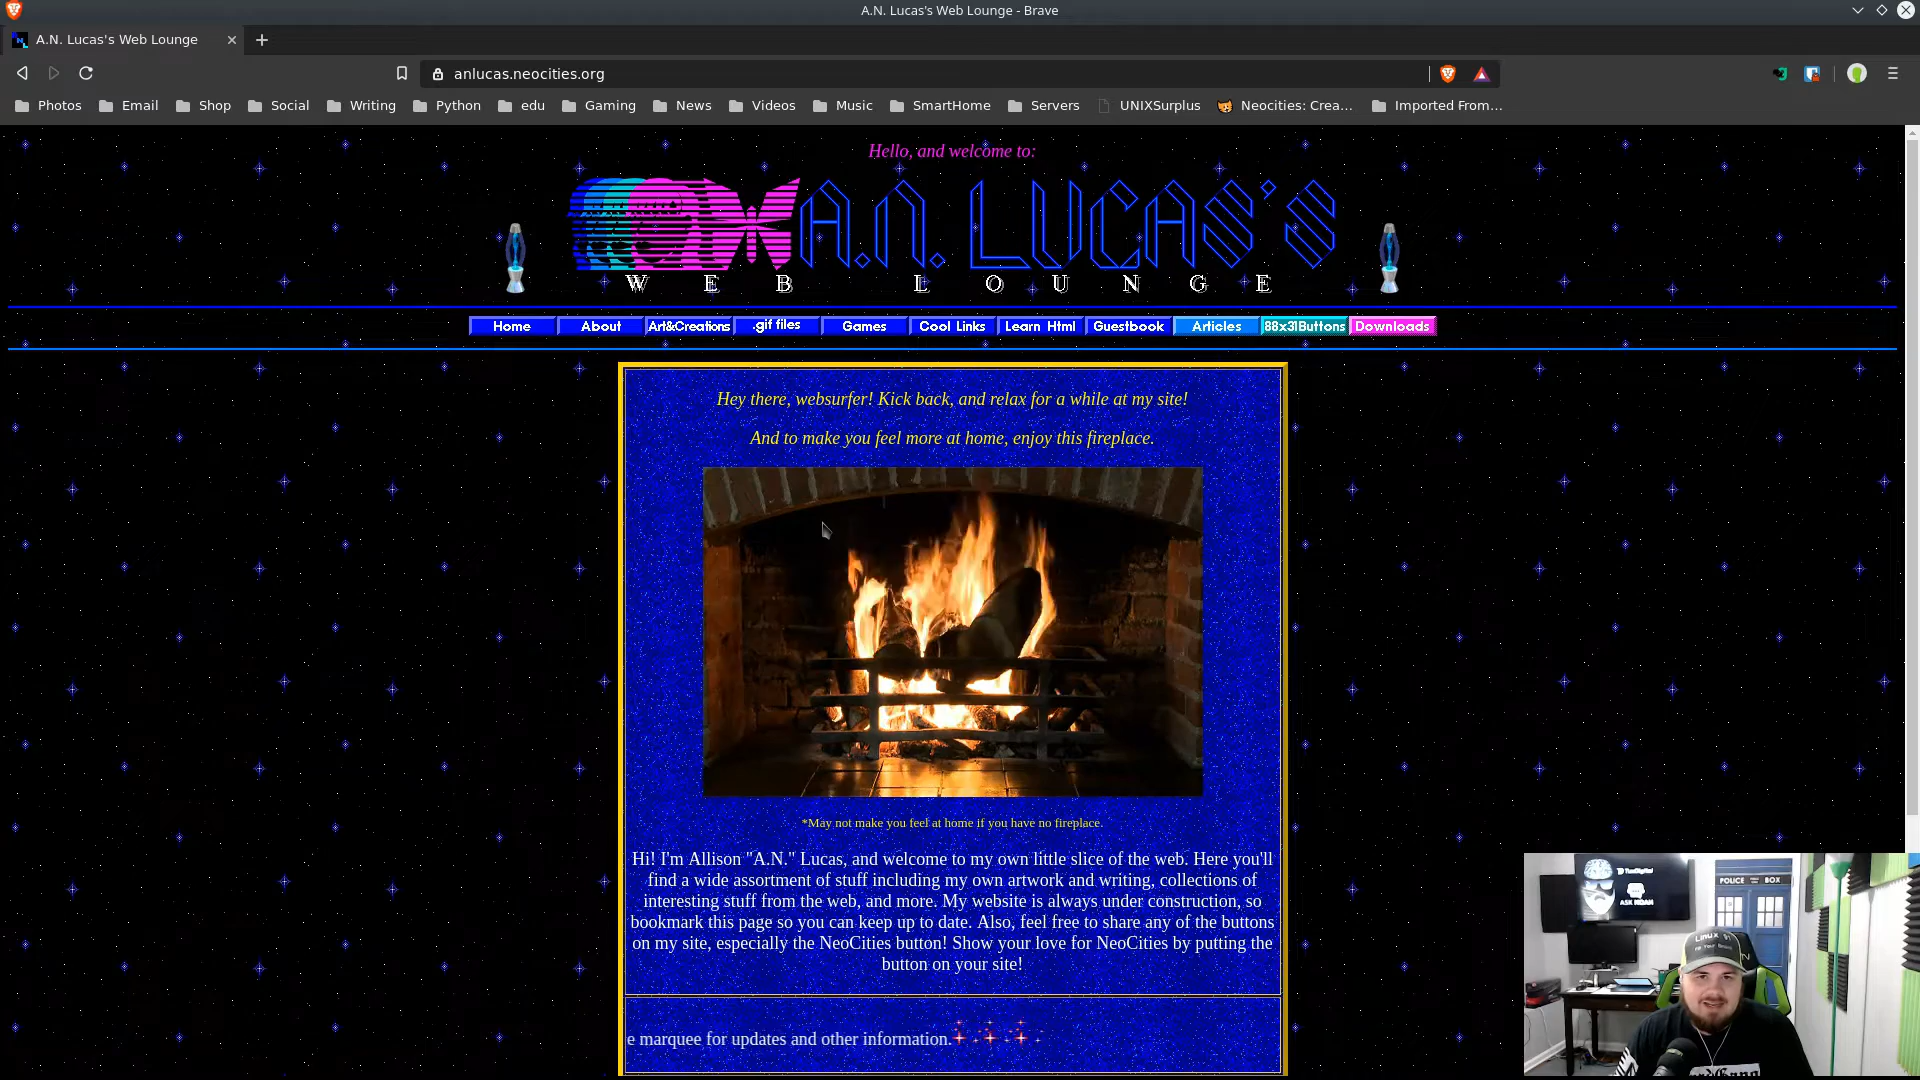 A.N. Lucas's Web Lounge - Brave
A.N. Lucas's Web Lounge
anlucas.neocities.org
Photos Email Shop Social Writing Python edu Gaming News Videos Music SmartHome Servers UNIXSurplus Neocities: Crea... Imported From...
Hello, and welcome to:
A.N. LUCAS'S
WEB LOUNGE
Home About Art&Creations .gif files Games Cool Links Learn Html Guestbook Articles 88x31Buttons Downloads
Hey there, websurfer! Kick back, and relax for a while at my site!
And to make you feel more at home, enjoy this fireplace.
*May not make you feel at home if you have no fireplace.
Hi! I'm Allison "A.N." Lucas, and welcome to my own little slice of the web. Here you'll
find a wide assortment of stuff including my own artwork and writing, collections of
interesting stuff from the web, and more. My website is always under construction, so
bookmark this page so you can keep up to date. Also, feel free to share any of the buttons
on my site, especially the NeoCities button! Show your love for NeoCities by putting the
button on your site!
e marquee for updates and other information.
POLICE BOX
ASK NOAH
Linux